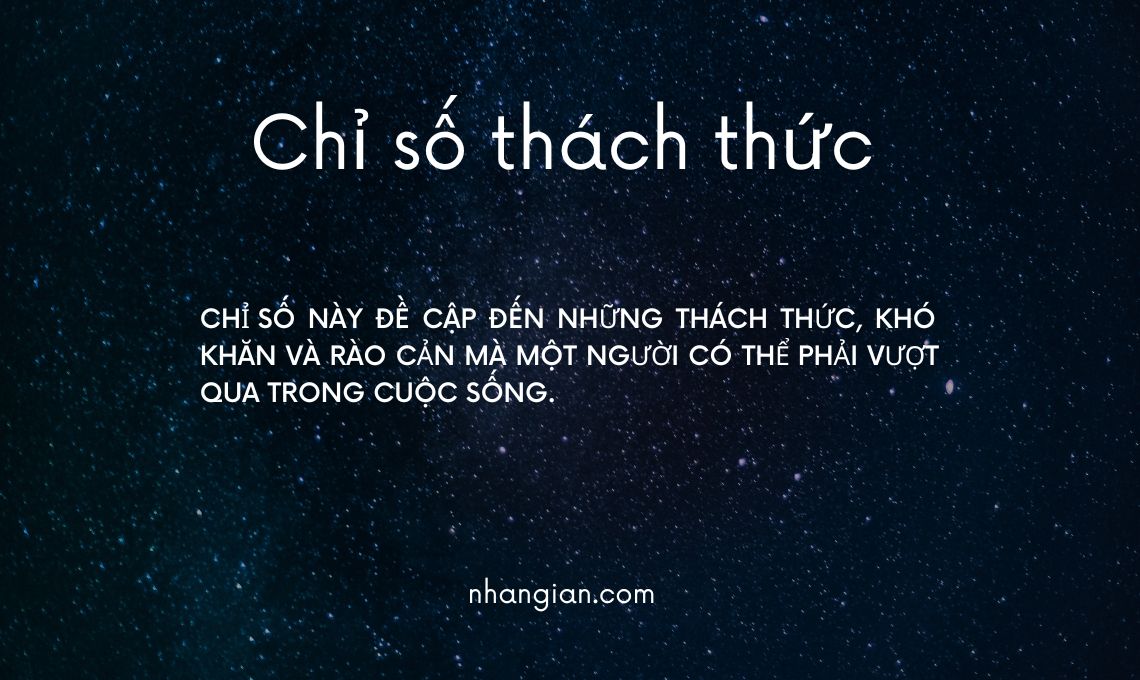 Chỉ số thách thức
CHỈ SỐ NÀY ĐỀ CẬP ĐẾN NHỮNG THÁCH THỨC, KHÓ
KHĂN VÀ RÀO CẢN MÀ MỘT NGƯỜI CÓ THỂ PHẢI VƯỢT
QUA TRONG CUỘC SỐNG.
nhangian.com